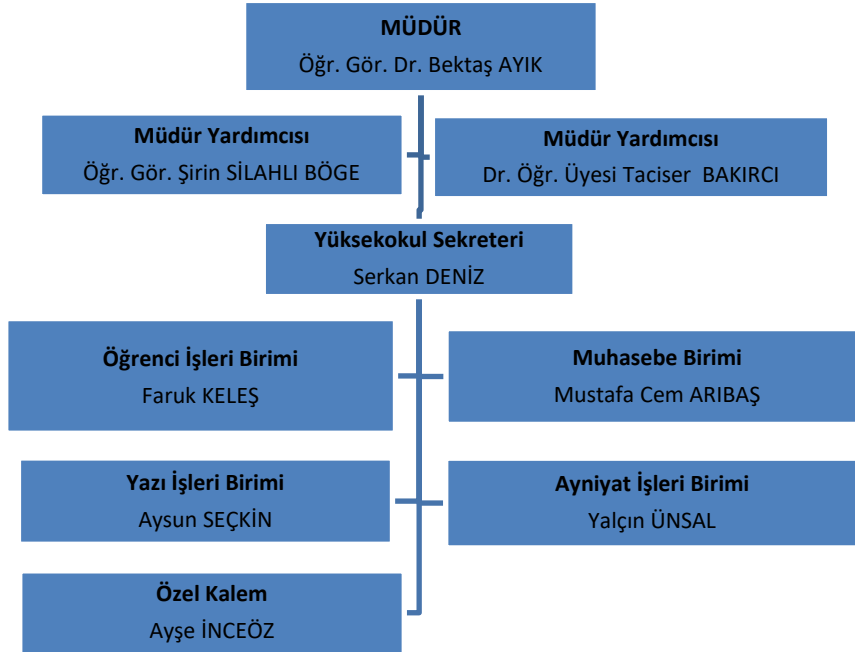 MÜDÜR
Öğr. Gör. Dr. Bektaş AYIK
Müdür Yardımcısı
Öğr. Gör. Şirin SİLAHLI BÖGE
Müdür Yardımcısı
Dr. Öğr. Üyesi Taciser BAKIRCI
Yüksekokul Sekreteri
Serkan DENİZ
Öğrenci İşleri Birimi
Faruk KELEŞ
Muhasebe Birimi
Mustafa Cem ARIBAŞ
Yazı İşleri Birimi
Aysun SEÇKİN
Ayniyat İşleri Birimi
Yalçın ÜNSAL
Özel Kalem
Ayşe İNCEÖZ